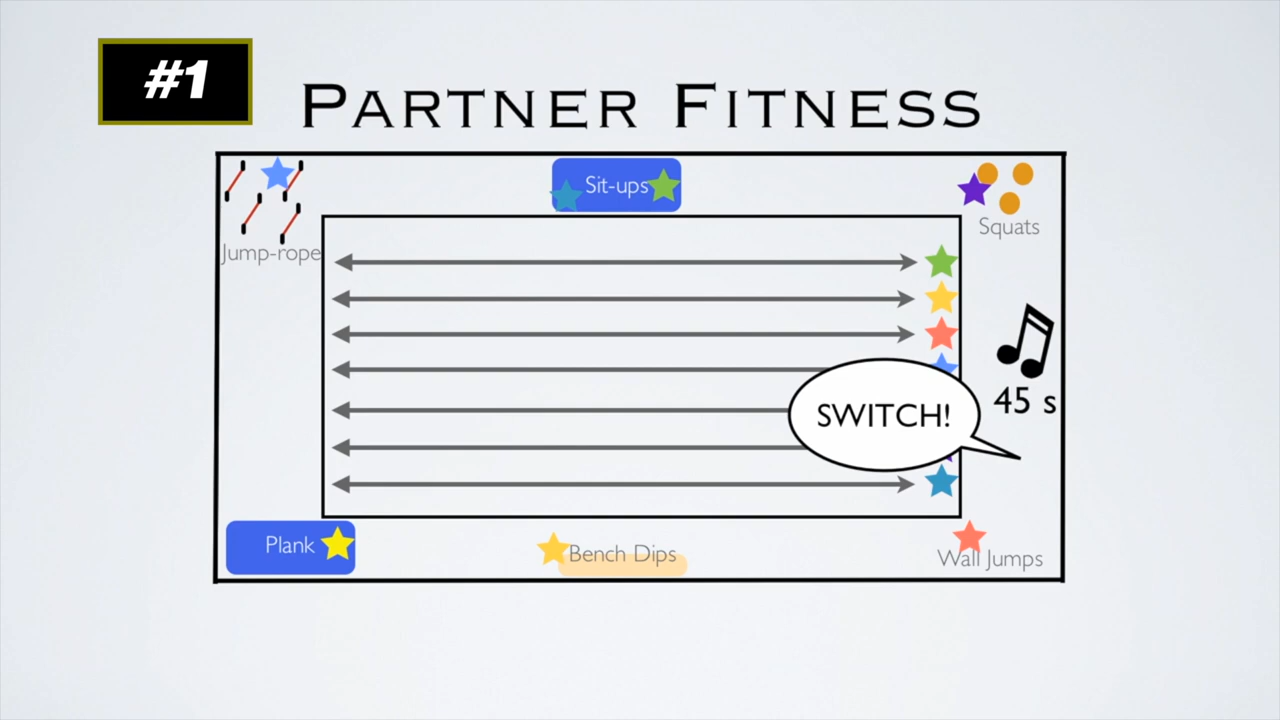 #1
PARTNER FITNESS
Sit-ups
Squats
Jump-rope
45 s
SWITCH!
Plank
Bench Dips
Wall Jumps